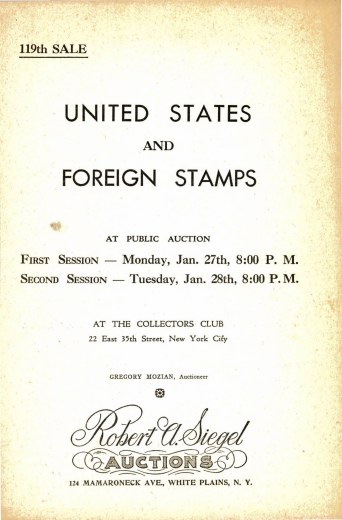 119th SALE
UNITED STATES
AND
FOREIGN STAMPS
AT PUBLIC AUCTION
FIRST SESSION — Monday, Jan. 27th, 8:00 P. M.
SECOND SESSION — Tuesday, Jan. 28th, 8:00 P. M.
AT THE COLLECTORS CLUB
22 East 35th Street, New York City
GREGORY MOZIAN, Auctioneer
Robert A. Siegel
AUCTIONS
124 MAMARONECK AVE., WHITE PLAINS, N. Y.